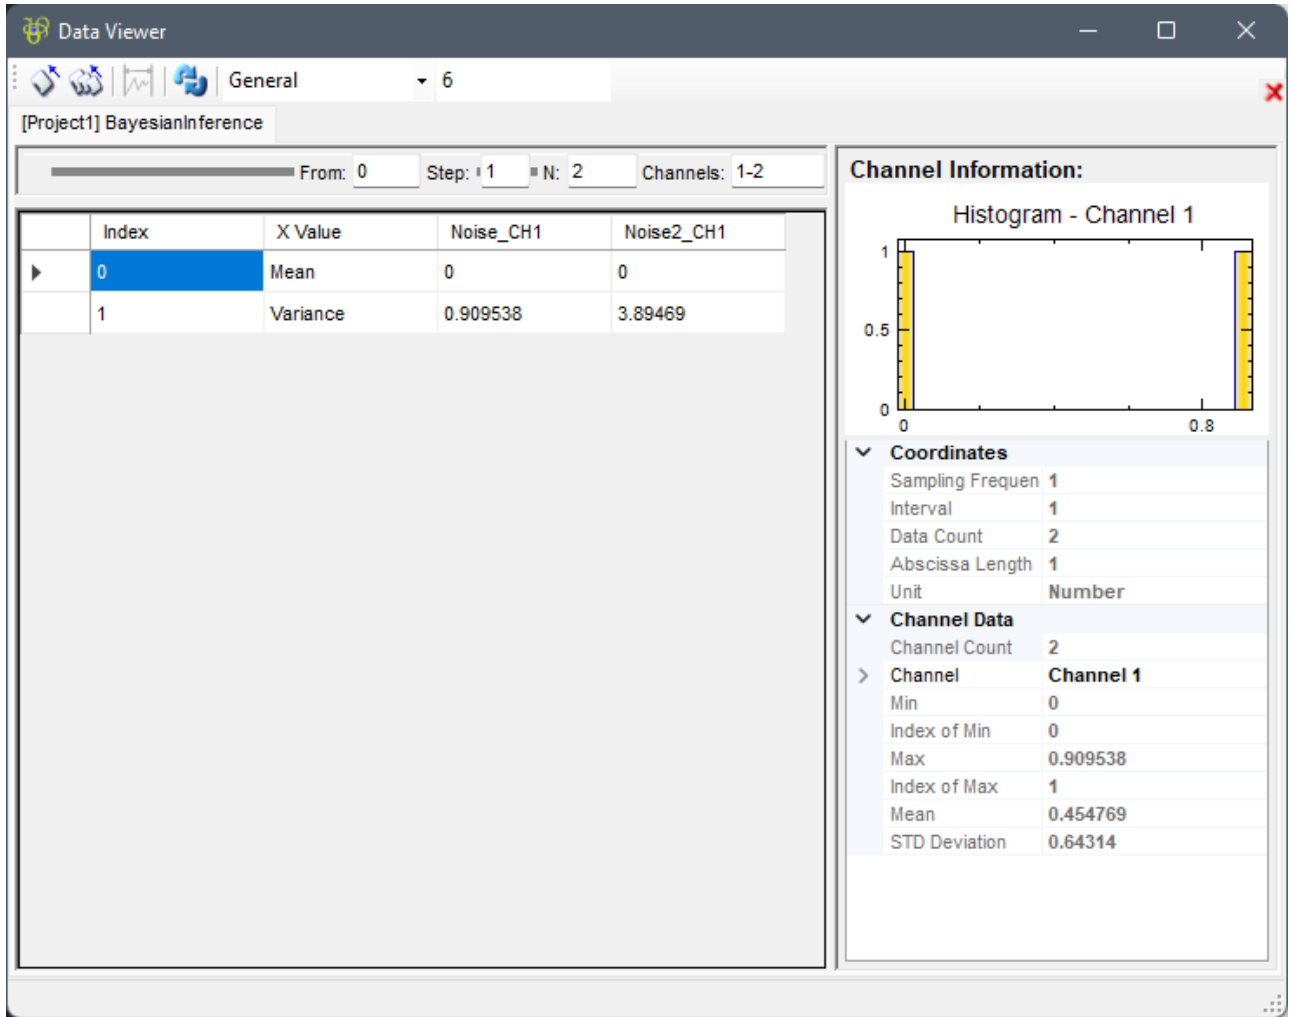 Data Viewer
General 6
[Project1] BayesianInference
From: 0 Step: 1 N: 2 Channels: 1-2
Index X Value Noise_CH1 Noise2_CH1
0 Mean 0 0
1 Variance 0.909538 3.89469
Channel Information:
Histogram - Channel 1
1
0.5
0
0 0.8
Coordinates
Sampling Frequen 1
Interval 1
Data Count 2
Abscissa Length 1
Unit Number
Channel Data
Channel Count 2
Channel Channel 1
Min 0
Index of Min 0
Max 0.909538
Index of Max 1
Mean 0.454769
STD Deviation 0.64314